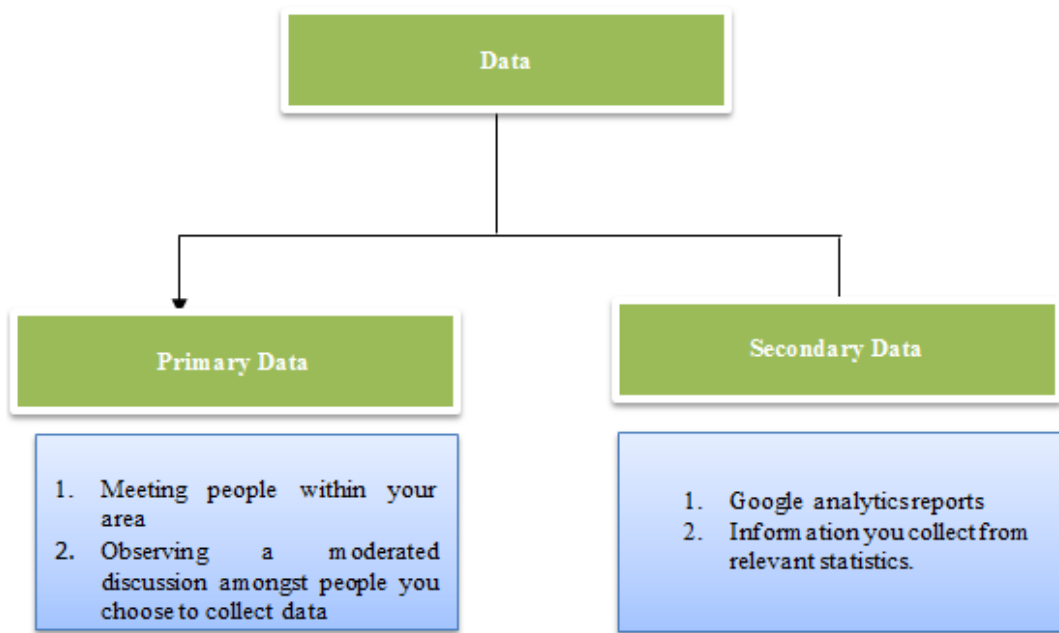 Data
Primary Data
Secondary Data
1. Meeting people within your
area
2. Observing a moderated
discussion amongst people you
choose to collect data
1. Google analytics reports
2. Information you collect from
relevant statistics.